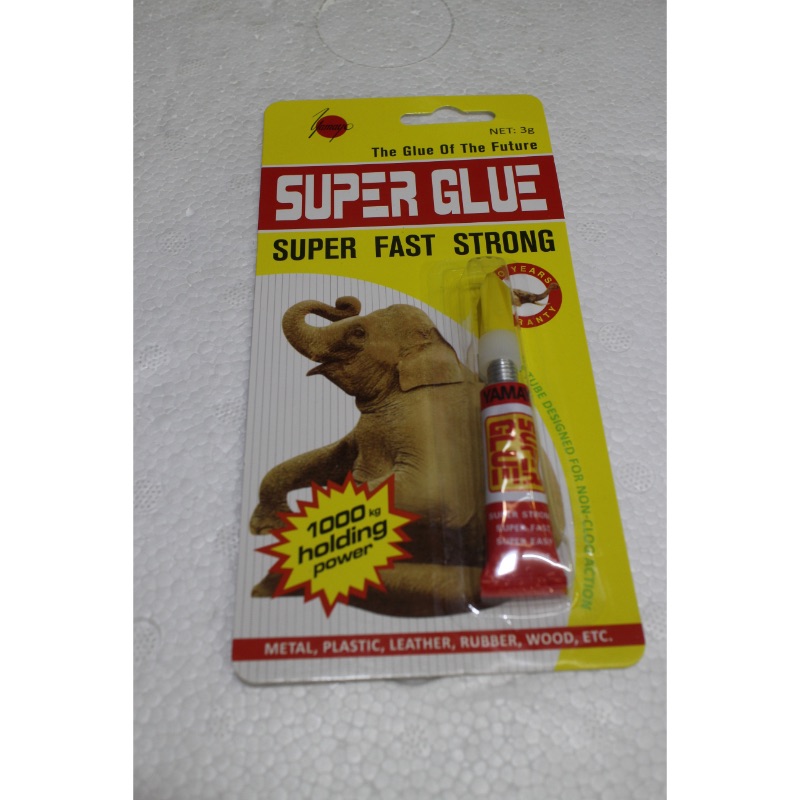 NET: 3g
The Glue Of The Future
SUPER GLUE
SUPER FAST STRONG
YEARS
TUBE DESIGNED FOR NON-CLOG ACTION
SUPER
GLUE
SUPER STRONG
SUPER FAST
SUPER EASY
1000 kg
holding
power
METAL, PLASTIC, LEATHER, RUBBER, WOOD, ETC.